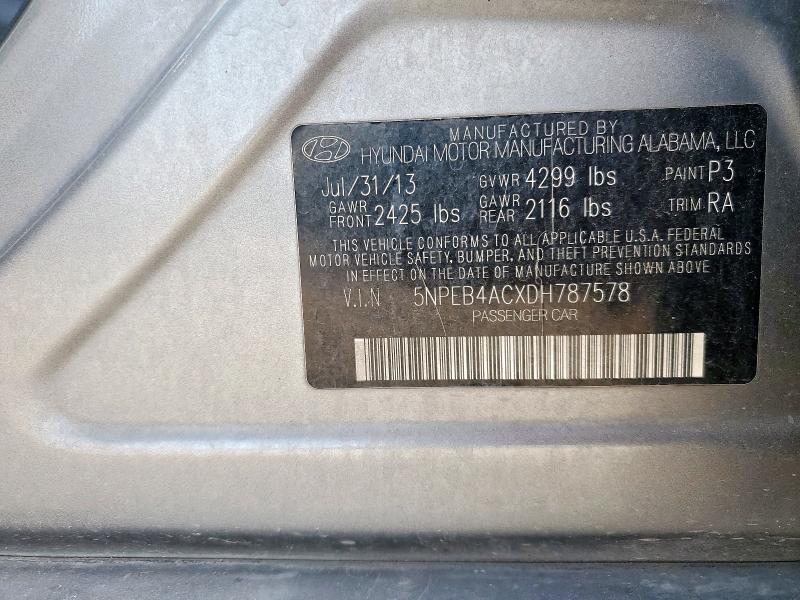 MANUFACTURED BY
HYUNDAI MOTOR MANUFACTURING ALABAMA, LLC
Jul/31/13 GVWR 4299 lbs PAINT P3
GAWR FRONT 2425 lbs GAWR REAR 2116 lbs TRIM RA
THIS VEHICLE CONFORMS TO ALL APPLICABLE U.S.A. FEDERAL
MOTOR VEHICLE SAFETY, BUMPER, AND THEFT PREVENTION STANDARDS
IN EFFECT ON THE DATE OF MANUFACTURE SHOWN ABOVE
V.I.N 5NPEB4ACXDH787578
PASSENGER CAR